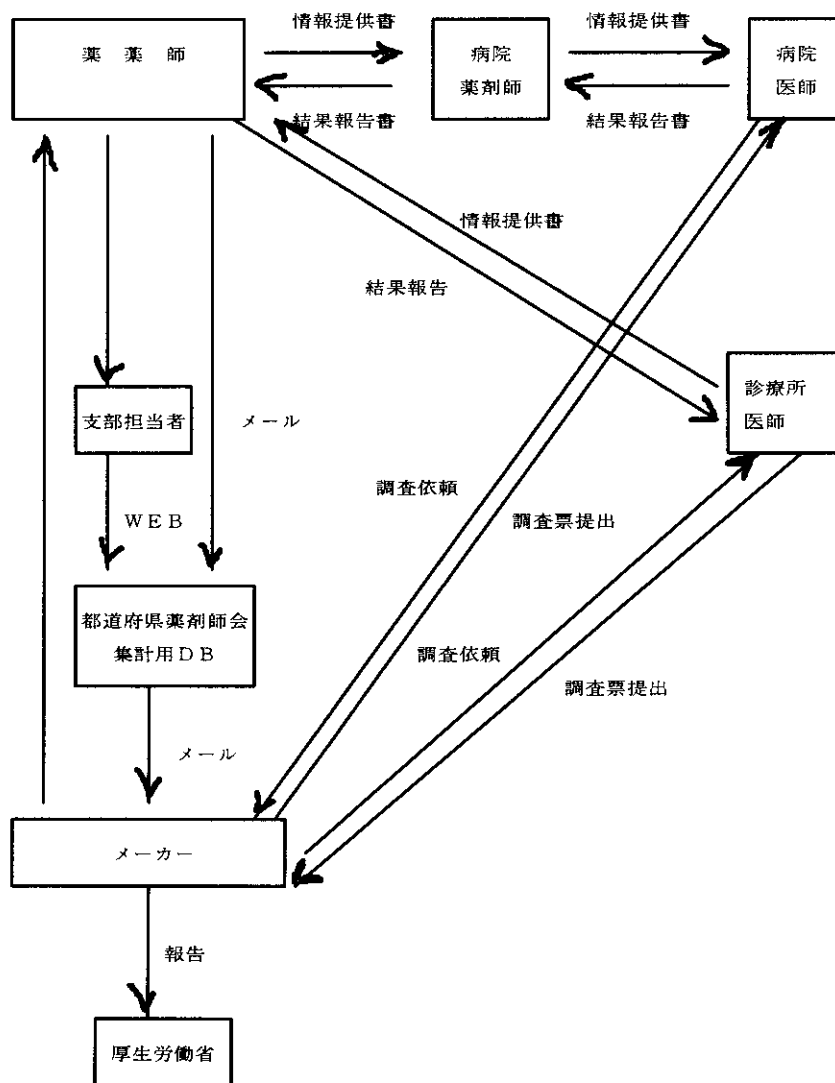 情報提供書
情報提供書
薬 薬 師
病院
薬剤師
病院
医師
結果報告書
結果報告書
情報提供書
結果報告
診療所
医師
支部担当者
メール
調査依頼
WEB
調査票提出
都道府県薬剤師会
集計用DB
調査依頼
調査票提出
メール
メーカー
報告
厚生労働省